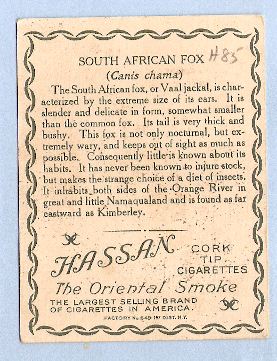 SOUTH AFRICAN FOX
#85
(Canis chama)
The South African fox, or Vaal jackal, is char-
acterized by the extreme size of its ears. It is
slender and delicate in form, somewhat smaller
than the common fox. Its tail is very thick and
bushy. This fox is not only nocturnal, but ex-
tremely wary, and keeps out of sight as much as
possible. Consequently little is known about its
habits. It has never been known to injure stock,
but makes the strange choice of a diet of insects.
It inhabits both sides of the Orange River in
great and little Namaqualand and is found as far
eastward as Kimberley.
HASSAN
CORK
TIP
CIGARETTES
The Oriental Smoke
THE LARGEST SELLING BRAND
OF CIGARETTES IN AMERICA.
FACTORY No. 649 1ST DIST. N.Y.